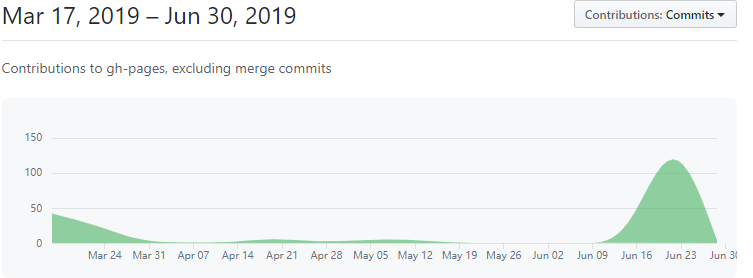 Mar 17, 2019 – Jun 30, 2019
Contributions: Commits
Contributions to gh-pages, excluding merge commits
150
100
50
0
Mar 24 Mar 31 Apr 07 Apr 14 Apr 21 Apr 28 May 05 May 12 May 19 May 26 Jun 02 Jun 09 Jun 16 Jun 23 Jun 30